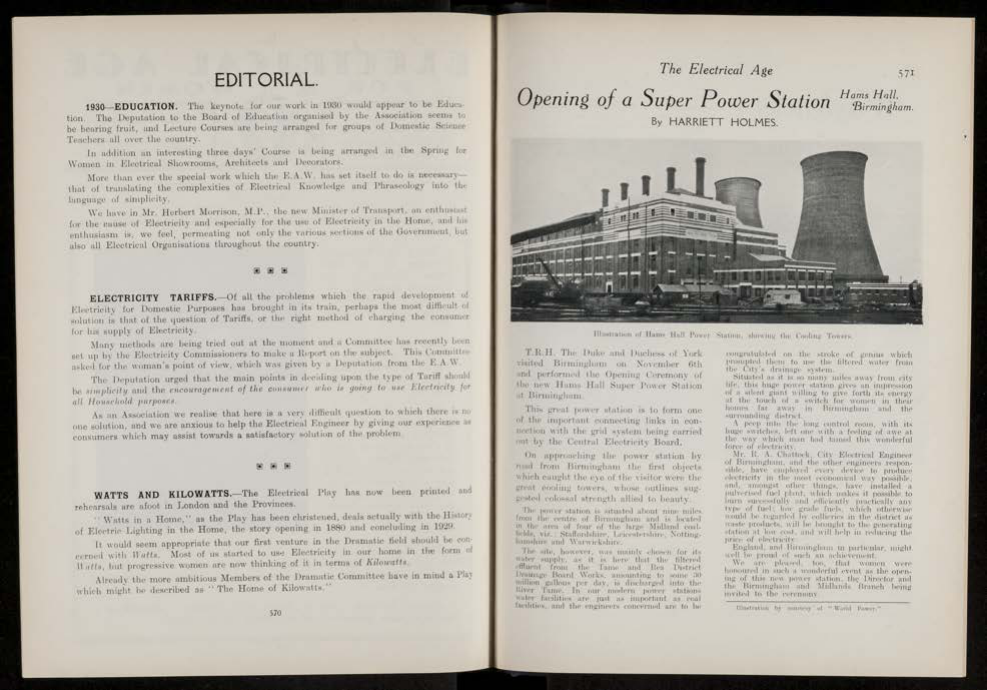 EDITORIAL.
1930—EDUCATION. The keynote for our work in 1930 would appear to be Educa-
tion. The Deputation to the Board of Education organised by the Association seems to
be bearing fruit, and Lecture Courses are being arranged for groups of Domestic Science
Teachers all over the country.
In addition an interesting three days' Course is being arranged in the Spring for
Women in Electrical Showrooms, Architects and Decorators.
More than ever the special work which the E.A.W. has set itself to do is necessary—
that of translating the complexities of Electrical Knowledge and Phraseology into the
language of simplicity.
We have in Mr. Herbert Morrison, M.P., the new Minister of Transport, an enthusiast
for the cause of Electricity and especially for the use of Electricity in the Home, and his
enthusiasm is, we feel, permeating not only the various sections of the Government, but
also all Electrical Organisations throughout the country.
ELECTRICITY TARIFFS.—Of all the problems which the rapid development of
Electricity for Domestic Purposes has brought in its train, perhaps the most difficult of
solution is that of the question of Tariffs, or the right method of charging the consumer
for his supply of Electricity.
Many methods are being tried out at the moment and a Committee has recently been
set up by the Electricity Commissioners to make a Report on the subject. This Committee
asked for the woman's point of view, which was given by a Deputation from the E.A.W.
The Deputation urged that the main points in deciding upon the type of Tariff should
be simplicity and the encouragement of the consumer who is going to use Electricity for
all Household purposes.
As an Association we realise that here is a very difficult question to which there is no
one solution, and we are anxious to help the Electrical Engineer by giving our experience as
consumers which may assist towards a satisfactory solution of the problem.
WATTS AND KILOWATTS.—The Electrical Play has now been printed and
rehearsals are afoot in London and the Provinces.
"Watts in a Home," as the Play has been christened, deals actually with the History
of Electric Lighting in the Home, the story opening in 1880 and concluding in 1929.
It would seem appropriate that our first venture in the Dramatic field should be con-
cerned with Watts. Most of us started to use Electricity in our home in the form of
Watts, but progressive women are now thinking of it in terms of Kilowatts.
Already the more ambitious Members of the Dramatic Committee have in mind a Play
which might be described as "The Home of Kilowatts."
570
The Electrical Age 571
Opening of a Super Power Station Hams Hall,
Birmingham.
By HARRIETT HOLMES.
Illustration of Hams Hall Power Station, showing the Cooling Towers.
T.R.H. The Duke and Duchess of York
visited Birmingham on November 6th
and performed the Opening Ceremony of
the new Hams Hall Super Power Station
at Birmingham.
This great power station is to form one
of the important connecting links in con-
nection with the grid system being carried
out by the Central Electricity Board.
On approaching the power station by
road from Birmingham the first objects
which caught the eye of the visitor were the
great cooling towers, whose outlines sug-
gested colossal strength allied to beauty.
The power station is situated about nine miles
from the centre of Birmingham and is located
in the area of four of the large Midland coal-
fields, viz.: Staffordshire, Leicestershire, Notting-
hamshire and Warwickshire.
The site, however, was mainly chosen for its
water supply, as it is here that the filtered
effluent from the Tame and Rea District
Drainage Board Works, amounting to some 30
million gallons per day, is discharged into the
River Tame. In our modern power stations
water facilities are just as important as coal
facilities, and the engineers concerned are to be
congratulated on the stroke of genius which
prompted them to use the filtered water from
the City's drainage system.
Situated as it is so many miles away from city
life, this huge power station gives an impression
of a silent giant willing to give forth its energy
at the touch of a switch for women in their
homes far away in Birmingham and the
surrounding district.
A peep into the long control room, with its
huge switches, left one with a feeling of awe at
the way which man had tamed this wonderful
force of electricity.
Mr. R. A. Chattock, City Electrical Engineer
of Birmingham, and the other engineers respon-
sible, have employed every device to produce
electricity in the most economical way possible,
and, amongst other things, have installed a
pulverised fuel plant, which makes it possible to
burn successfully and efficiently practically any
type of fuel; low grade fuels, which otherwise
would be regarded by collieries in the district as
waste products, will be brought to the generating
station at low cost, and will help in reducing the
price of electricity.
England, and Birmingham in particular, might
well be proud of such an achievement.
We are pleased, too, that women were
honoured in such a wonderful event as the open-
ing of this new power station, the Director and
the Birmingham and Midlands Branch being
invited to the ceremony.
Illustration by courtesy of "World Power."